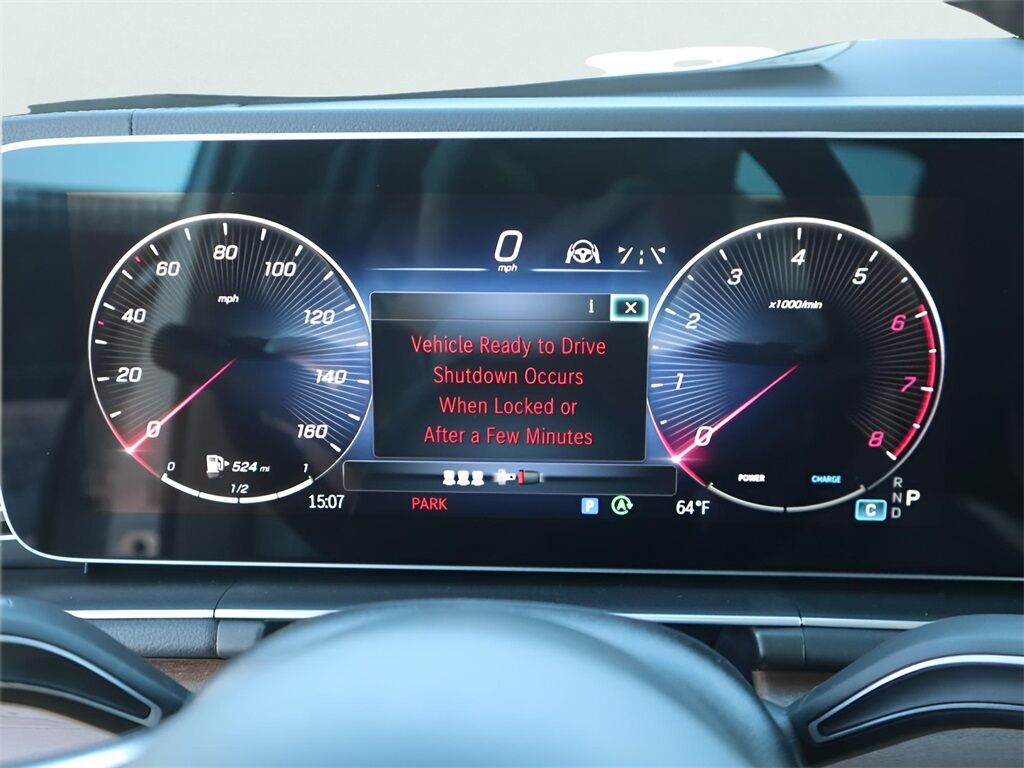 0
mph
i X
Vehicle Ready to Drive
Shutdown Occurs
When Locked or
After a Few Minutes
0 20 40 60 80 100 120 140 160
mph
0 1/2 1
524 mi
15:07
PARK
P A
64°F
0 1 2 3 4 5 6 7 8
x1000/min
POWER
CHARGE
C
R
N
D
P